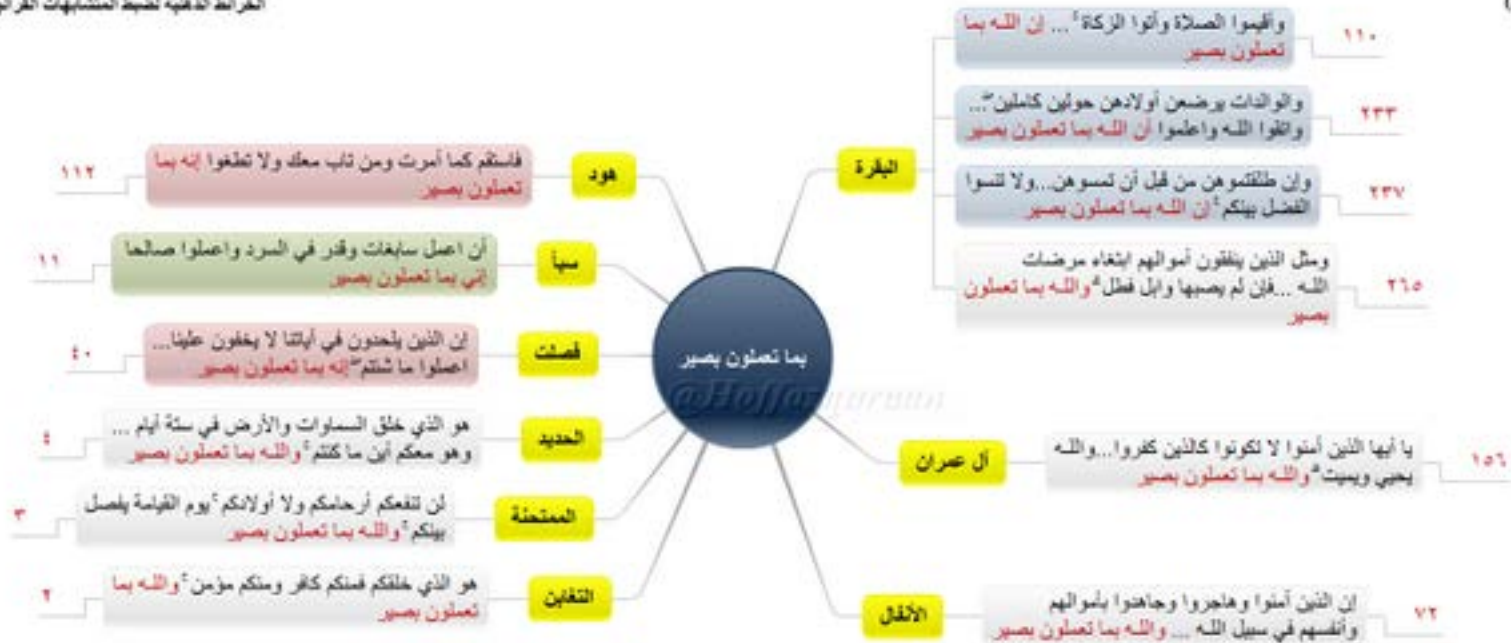 الخرائط الذهنية لضبط المتشابهات
بما تعملون بصير
@Hoffazquraan
البقرة
وأقيموا الصلاة وأتوا الزكاة ۚ ... إن الله بما
تعملون بصير
١١٠
والوالدات يرضعن أولادهن حولين كاملين ۖ...
واتقوا الله واعلموا أن الله بما تعملون بصير
٢٣٣
وإن طلقتموهن من قبل أن تمسوهن...ولا تنسوا
الفضل بينكم ۚ إن الله بما تعملون بصير
٢٣٧
ومثل الذين ينفقون أموالهم ابتغاء مرضات
الله ...فإن لم يصبها وابل فطل ۗ والله بما تعملون
بصير
٢٦٥
آل عمران
يا أيها الذين آمنوا لا تكونوا كالذين كفروا...والله
يحيي ويميت ۗ والله بما تعملون بصير
١٥٦
الأنفال
إن الذين آمنوا وهاجروا وجاهدوا بأموالهم
وأنفسهم في سبيل الله ... والله بما تعملون بصير
٧٢
هود
فاستقم كما أمرت ومن تاب معك ولا تطغوا إنه بما
تعملون بصير
١١٢
سبأ
أن اعمل سابغات وقدر في السرد واعملوا صالحا
إني بما تعملون بصير
١١
فصلت
إن الذين يلحدون في آياتنا لا يخفون علينا...
اعملوا ما شئتم ۖ إنه بما تعملون بصير
٤٠
الحديد
هو الذي خلق السماوات والأرض في ستة أيام ...
وهو معكم أين ما كنتم ۚ والله بما تعملون بصير
٤
الممتحنة
لن تنفعكم أرحامكم ولا أولادكم ۚ يوم القيامة يفصل
بينكم ۚ والله بما تعملون بصير
٣
التغابن
هو الذي خلقكم فمنكم كافر ومنكم مؤمن ۚ والله بما
تعملون بصير
٢